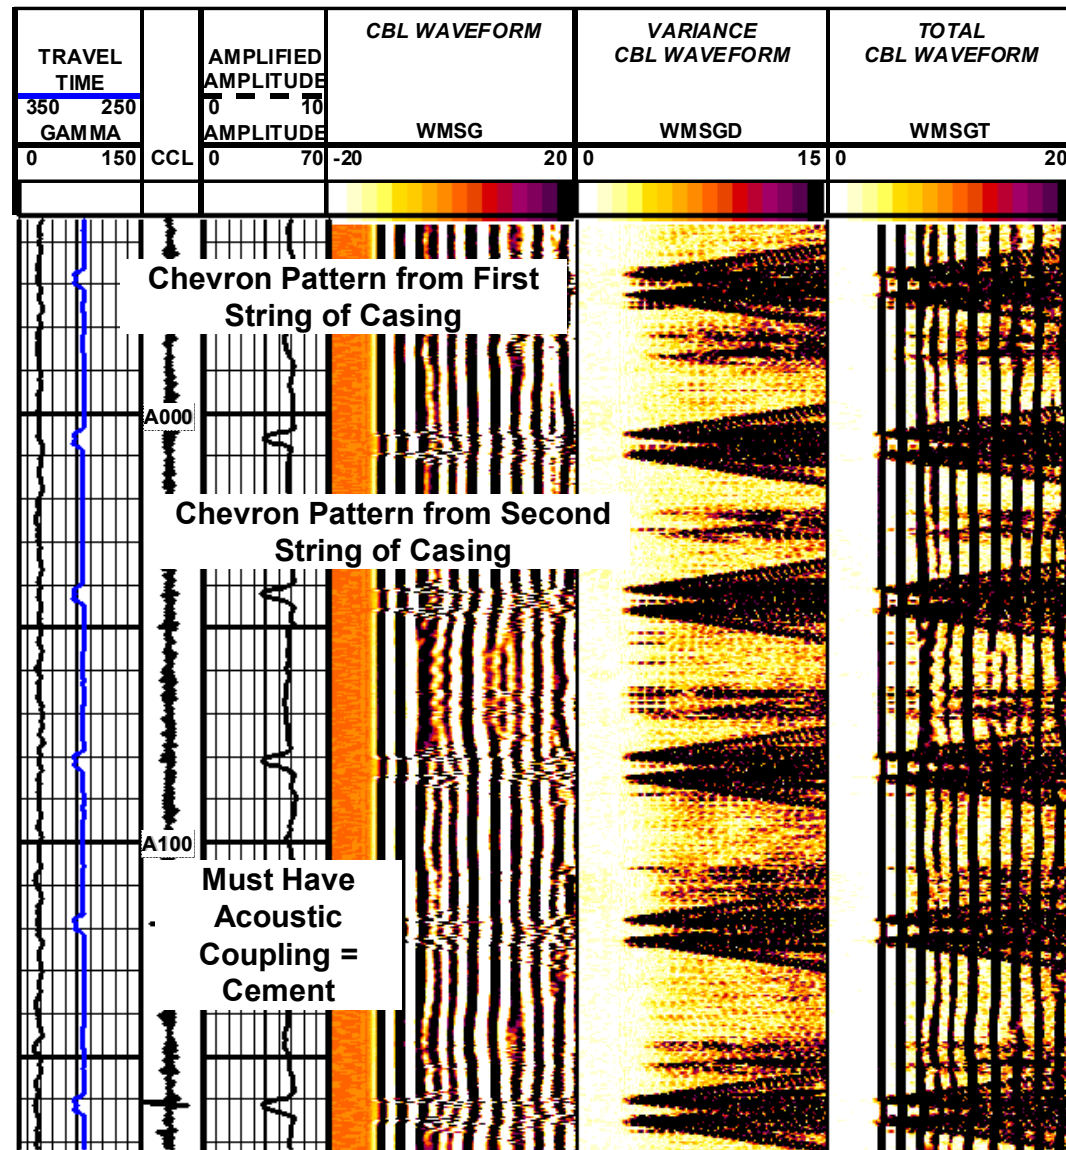 CBL WAVEFORM
VARIANCE
CBL WAVEFORM
TOTAL
CBL WAVEFORM
TRAVEL
TIME
350 250
GAMMA
0 150
CCL
AMPLIFIED
AMPLITUDE
0 10
AMPLITUDE
0 70
WMSG
-20 20
WMSGD
0 15
WMSGT
0 20
Chevron Pattern from First
String of Casing
A000
Chevron Pattern from Second
String of Casing
A100
Must Have
Acoustic
Coupling =
Cement